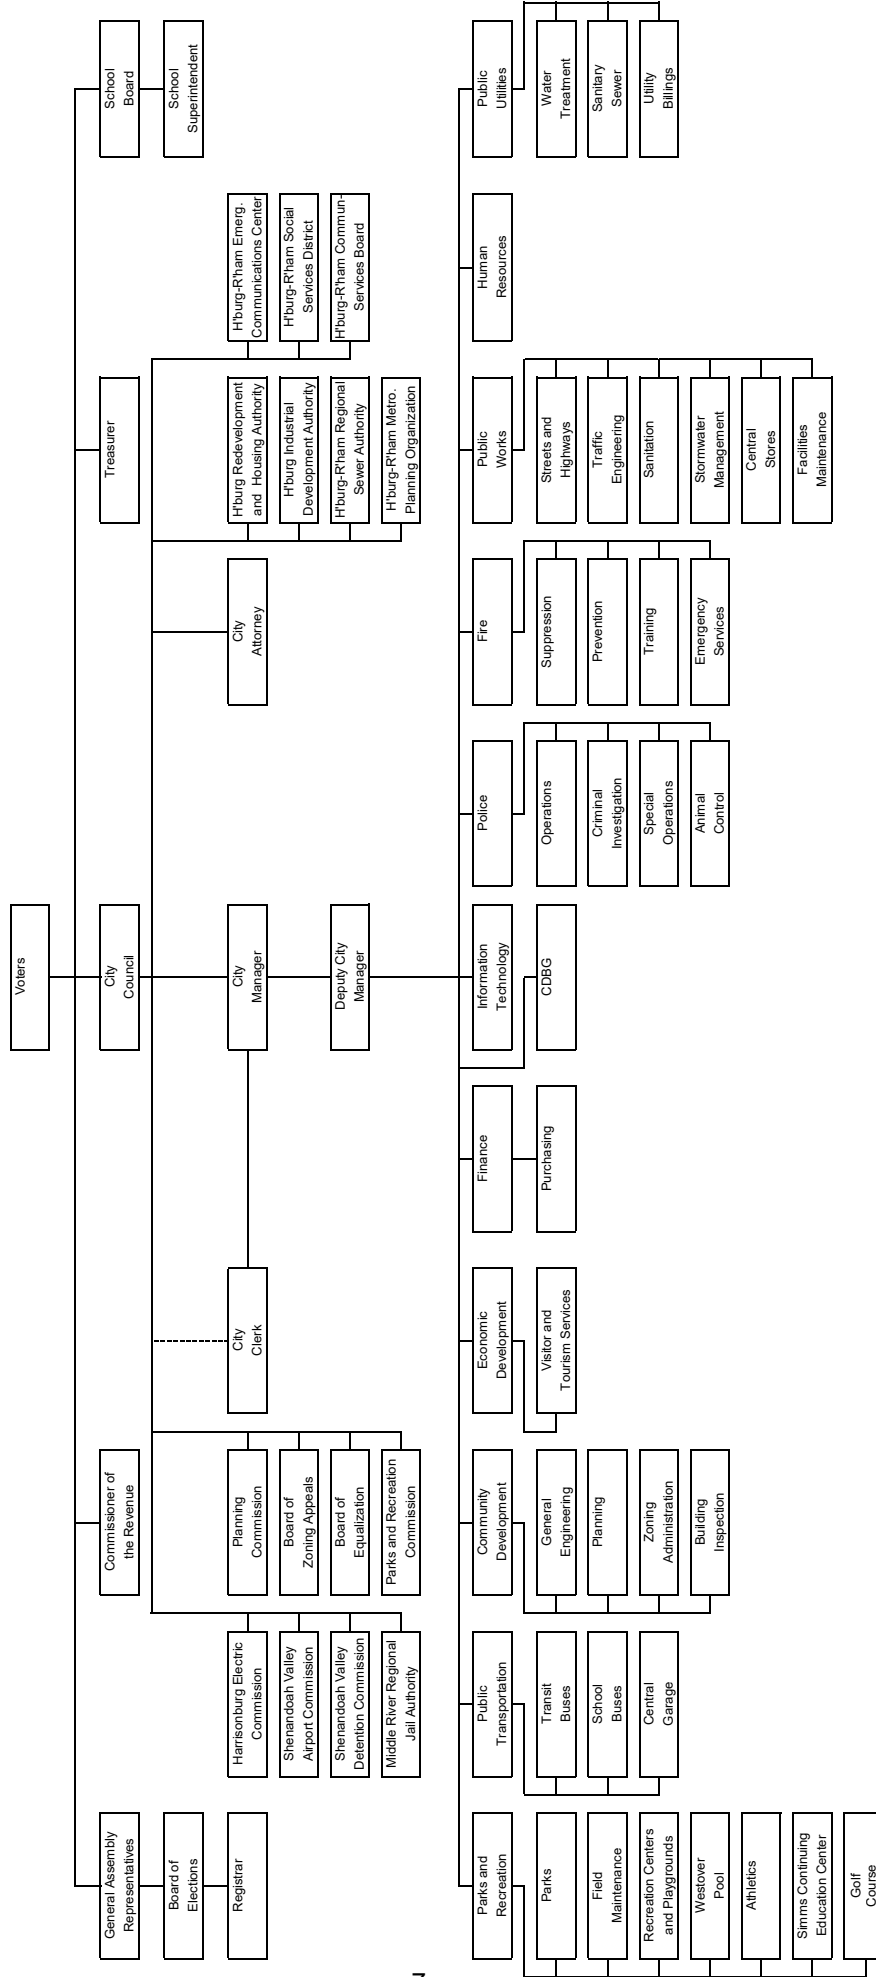 Voters
General Assembly
Representatives
Commissioner of
the Revenue
City
Council
Treasurer
School
Board
Board of
Elections
School
Superintendent
Registrar
Harrisonburg Electric
Commission
Shenandoah Valley
Airport Commission
Shenandoah Valley
Detention Commission
Middle River Regional
Jail Authority
Planning
Commission
Board of
Zoning Appeals
Board of
Equalization
Parks and Recreation
Commission
City
Clerk
City
Manager
City
Attorney
H'burg Redevelopment
and Housing Authority
H'burg Industrial
Development Authority
H'burg-R'ham Regional
Sewer Authority
H'burg-R'ham Metro.
Planning Organization
H'burg-R'ham Emerg.
Communications Center
H'burg-R'ham Social
Services District
H'burg-R'ham Commun-
Services Board
Deputy City
Manager
Parks and
Recreation
Parks
Field
Maintenance
Recreation Centers
and Playgrounds
Westover
Pool
Athletics
Simms Continuing
Education Center
Golf
Course
Public
Transportation
Transit
Buses
School
Buses
Central
Garage
Community
Development
General
Engineering
Planning
Zoning
Administration
Building
Inspection
Economic
Development
Visitor and
Tourism Services
Finance
Purchasing
Information
Technology
CDBG
Police
Operations
Criminal
Investigation
Special
Operations
Animal
Control
Fire
Suppression
Prevention
Training
Emergency
Services
Public
Works
Streets and
Highways
Traffic
Engineering
Sanitation
Stormwater
Management
Central
Stores
Facilities
Maintenance
Human
Resources
Public
Utilities
Water
Treatment
Sanitary
Sewer
Utility
Billings